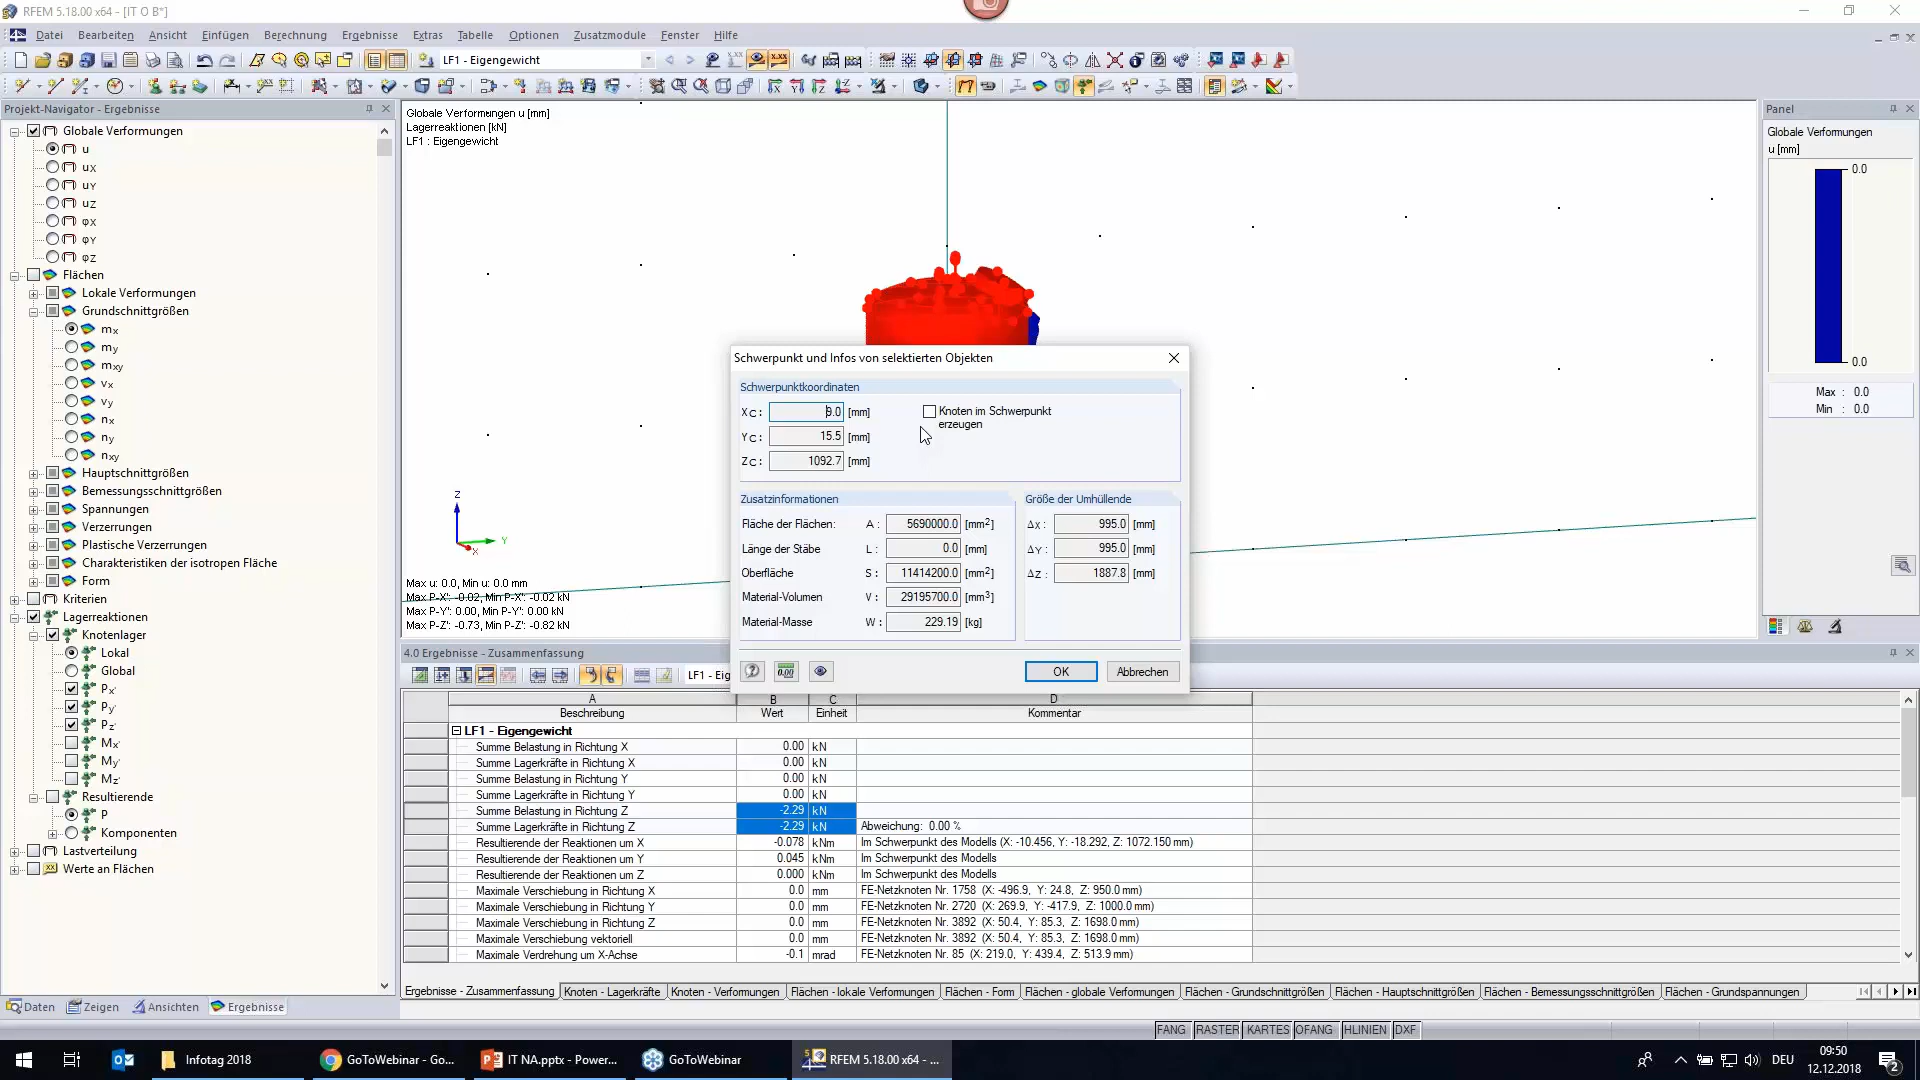 RFEM 5.18.00 x64 - [IT O B*]
Datei Bearbeiten Ansicht Einfügen Berechnung Ergebnisse Extras Tabelle Optionen Zusatzmodule Fenster Hilfe
LF1 - Eigengewicht
Projekt-Navigator - Ergebnisse
Globale Verformungen
u
uX
uY
uZ
φX
φY
φZ
Flächen
Lokale Verformungen
Grundschnittgrößen
mx
my
mxy
vx
vy
nx
ny
nxy
Hauptschnittgrößen
Bemessungsschnittgrößen
Spannungen
Verzerrungen
Plastische Verzerrungen
Charakteristiken der isotropen Fläche
Form
Kriterien
Lagerreaktionen
Knotenlager
Lokal
Global
Px'
Py'
Pz'
Mx'
My'
Mz'
Resultierende
P
Komponenten
Lastverteilung
Werte an Flächen
Daten Zeigen Ansichten Ergebnisse
Globale Verformungen u [mm]
Lagerreaktionen [kN]
LF1 : Eigengewicht
Z
Y
X
Max u: 0.0, Min u: 0.0 mm
Max P-X': -0.02, Min P-X': -0.02 kN
Max P-Y': 0.00, Min P-Y': 0.00 kN
Max P-Z': -0.73, Min P-Z': -0.82 kN
Panel
Globale Verformungen
u [mm]
0.0
0.0
Max : 0.0
Min : 0.0
Schwerpunkt und Infos von selektierten Objekten
Schwerpunktkoordinaten
XC: 9.0 [mm]
YC: 15.5 [mm]
ZC: 1092.7 [mm]
Knoten im Schwerpunkt
erzeugen
Zusatzinformationen
Fläche der Flächen: A : 5690000.0 [mm2]
Länge der Stäbe L : 0.0 [mm]
Oberfläche S : 11414200.0 [mm2]
Material-Volumen V : 29195700.0 [mm3]
Material-Masse W : 229.19 [kg]
Größe der Umhüllende
ΔX : 995.0 [mm]
ΔY : 995.0 [mm]
ΔZ : 1887.8 [mm]
0.00
OK Abbrechen
4.0 Ergebnisse - Zusammenfassung
LF1 - Eig
A B C D
Beschreibung Wert Einheit Kommentar
LF1 - Eigengewicht
Summe Belastung in Richtung X 0.00 kN
Summe Lagerkräfte in Richtung X 0.00 kN
Summe Belastung in Richtung Y 0.00 kN
Summe Lagerkräfte in Richtung Y 0.00 kN
Summe Belastung in Richtung Z -2.29 kN
Summe Lagerkräfte in Richtung Z -2.29 kN Abweichung: 0.00 %
Resultierende der Reaktionen um X -0.078 kNm Im Schwerpunkt des Modells (X: -10.456, Y: -18.292, Z: 1072.150 mm)
Resultierende der Reaktionen um Y 0.045 kNm Im Schwerpunkt des Modells
Resultierende der Reaktionen um Z 0.000 kNm Im Schwerpunkt des Modells
Maximale Verschiebung in Richtung X 0.0 mm FE-Netzknoten Nr. 1758 (X: -496.9, Y: 24.8, Z: 950.0 mm)
Maximale Verschiebung in Richtung Y 0.0 mm FE-Netzknoten Nr. 2720 (X: 269.9, Y: -417.9, Z: 1000.0 mm)
Maximale Verschiebung in Richtung Z 0.0 mm FE-Netzknoten Nr. 3892 (X: 50.4, Y: 85.3, Z: 1698.0 mm)
Maximale Verschiebung vektoriell 0.0 mm FE-Netzknoten Nr. 3892 (X: 50.4, Y: 85.3, Z: 1698.0 mm)
Maximale Verdrehung um X-Achse -0.1 mrad FE-Netzknoten Nr. 85 (X: 219.0, Y: 439.4, Z: 513.9 mm)
Ergebnisse - Zusammenfassung Knoten - Lagerkräfte Knoten - Verformungen Flächen - lokale Verformungen Flächen - Form Flächen - globale Verformungen Flächen - Grundschnittgrößen Flächen - Hauptschnittgrößen Flächen - Bemessungsschnittgrößen Flächen - Grundspannungen
FANG RASTER KARTES OFANG HLINIEN DXF
Infotag 2018 GoToWebinar - Go... IT NA.pptx - Power... GoToWebinar RFEM 5.18.00 x64 - ... DEU 09:50
12.12.2018 2